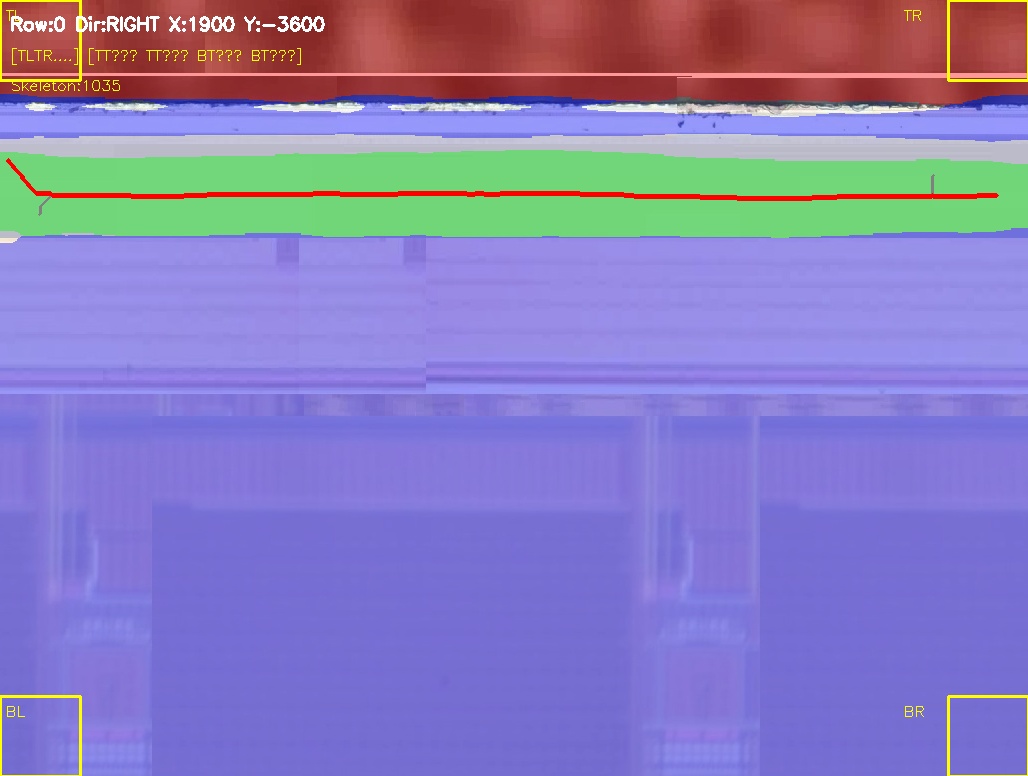 TL
TR
Row:0 Dir:RIGHT X:1900 Y:-3600
[TLTR....] [TT??? TT??? BT??? BT???]
Skeleton:1035
BL
BR